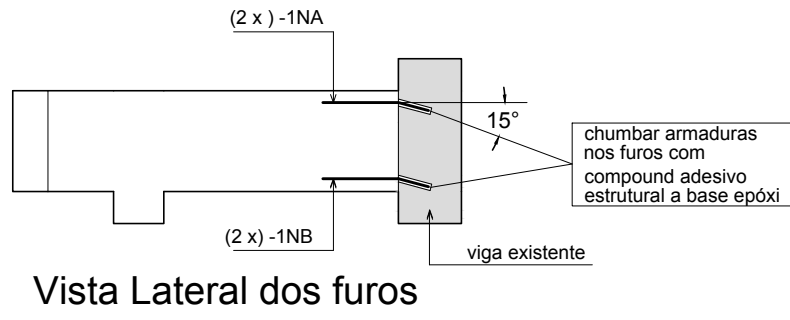 (2 x ) -1NA
15°
chumbar armaduras
nos furos com
compound adesivo
estrutural a base epóxi
(2 x) -1NB
viga existente
Vista Lateral dos furos